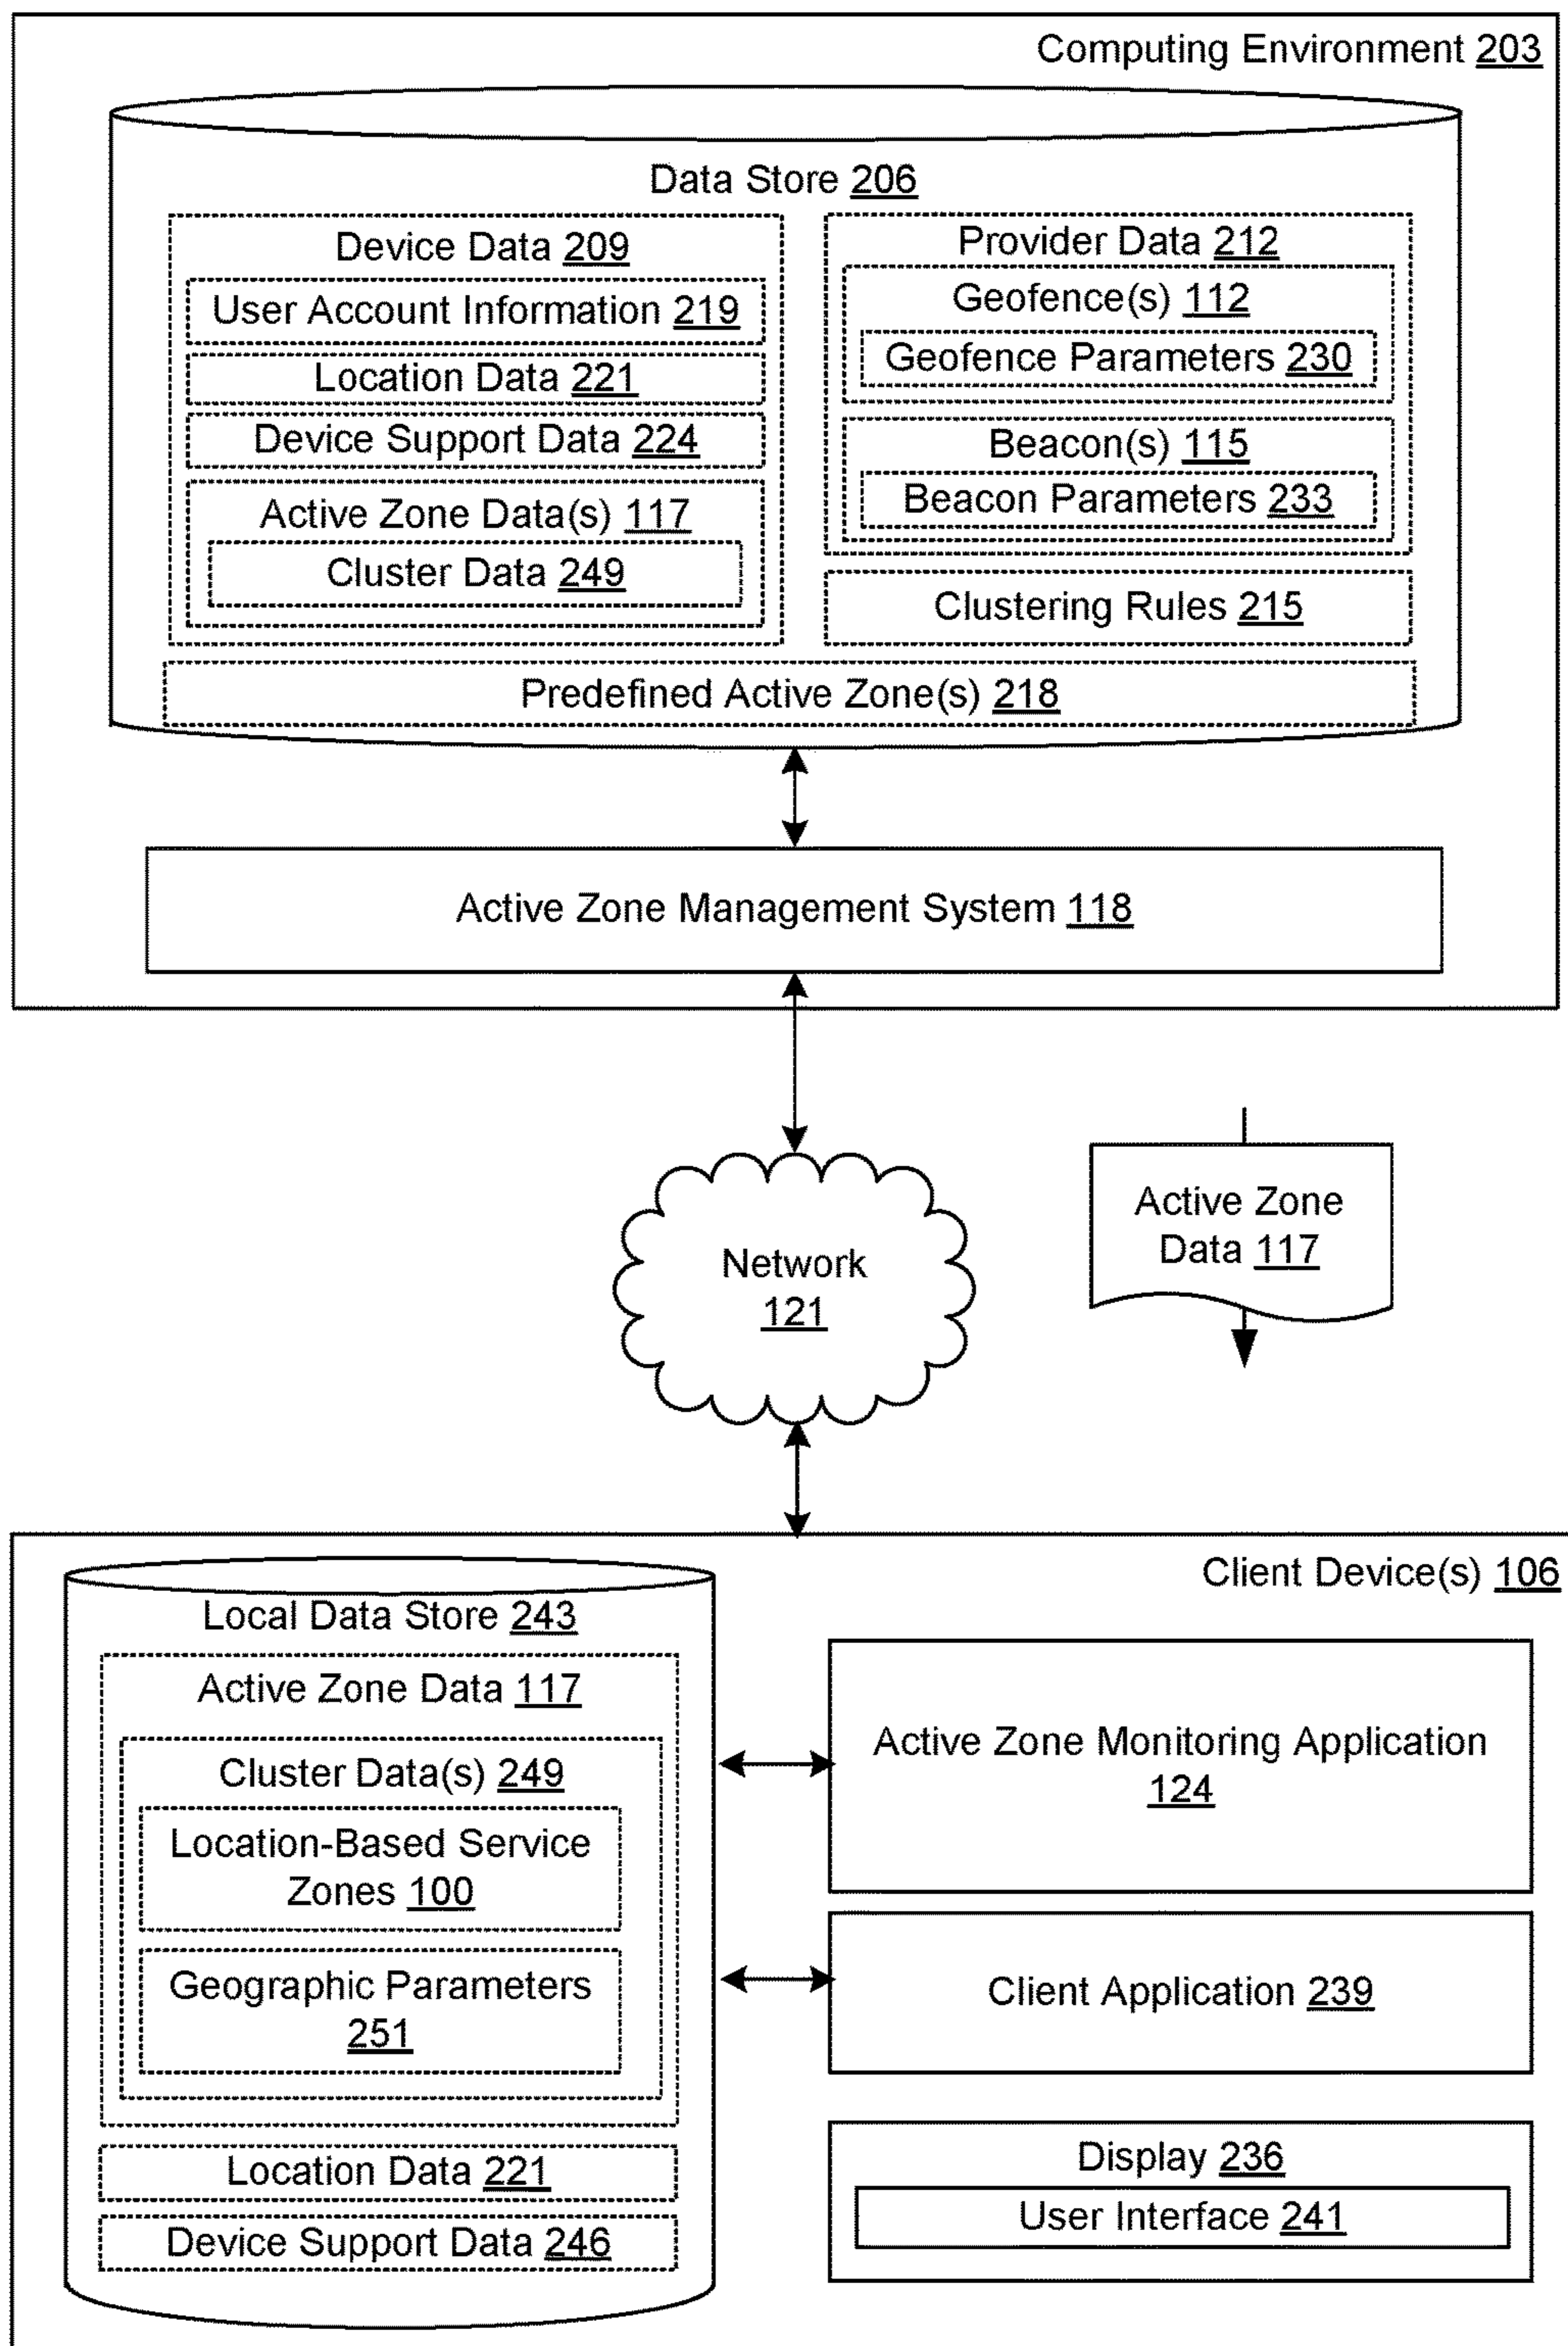 Computing Environment 203
Data Store 206
Device Data 209
User Account Information 219
Location Data 221
Device Support Data 224
Active Zone Data(s) 117
Cluster Data 249
Provider Data 212
Geofence(s) 112
Geofence Parameters 230
Beacon(s) 115
Beacon Parameters 233
Clustering Rules 215
Predefined Active Zone(s) 218
Active Zone Management System 118
Network
121
Active Zone
Data 117
Client Device(s) 106
Local Data Store 243
Active Zone Data 117
Cluster Data(s) 249
Location-Based Service
Zones 100
Geographic Parameters
251
Location Data 221
Device Support Data 246
Active Zone Monitoring Application
124
Client Application 239
Display 236
User Interface 241